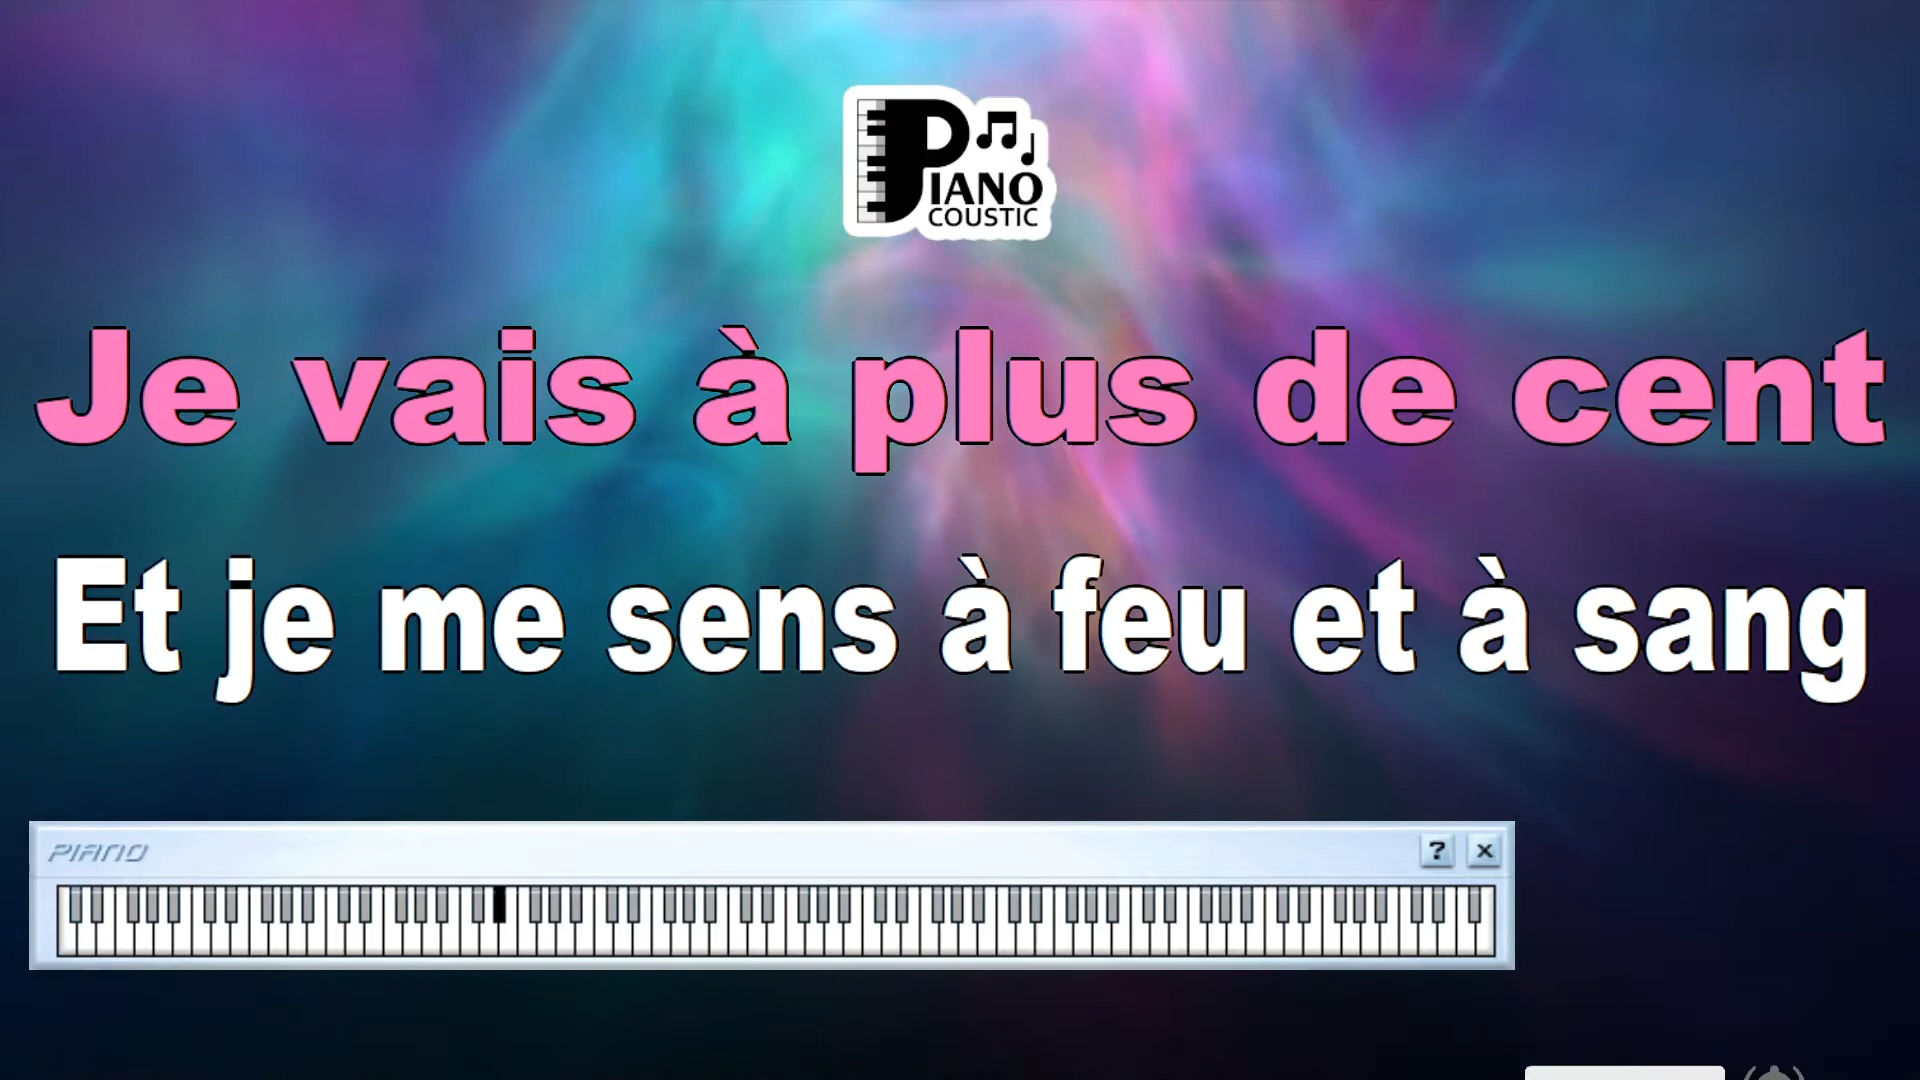 PIANO
COUSTIC
Je vais à plus de cent
Et je me sens à feu et à sang
PIANO
?
x